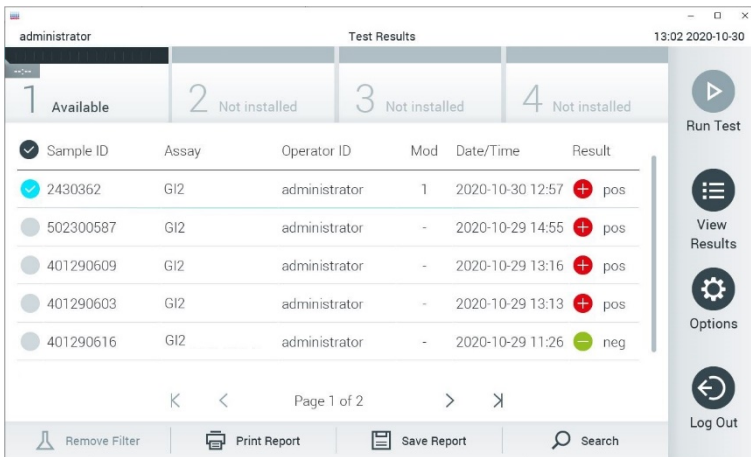 administrator Test Results 13:02 2020-10-30
--:--
1 Available 2 Not installed 3 Not installed 4 Not installed
Run Test
Sample ID Assay Operator ID Mod Date/Time Result
2430362 GI2 administrator 1 2020-10-30 12:57 pos
502300587 GI2 administrator - 2020-10-29 14:55 pos
View
Results
401290609 GI2 administrator - 2020-10-29 13:16 pos
401290603 GI2 administrator - 2020-10-29 13:13 pos
Options
401290616 GI2 administrator - 2020-10-29 11:26 neg
Page 1 of 2
Log Out
Remove Filter Print Report Save Report Search